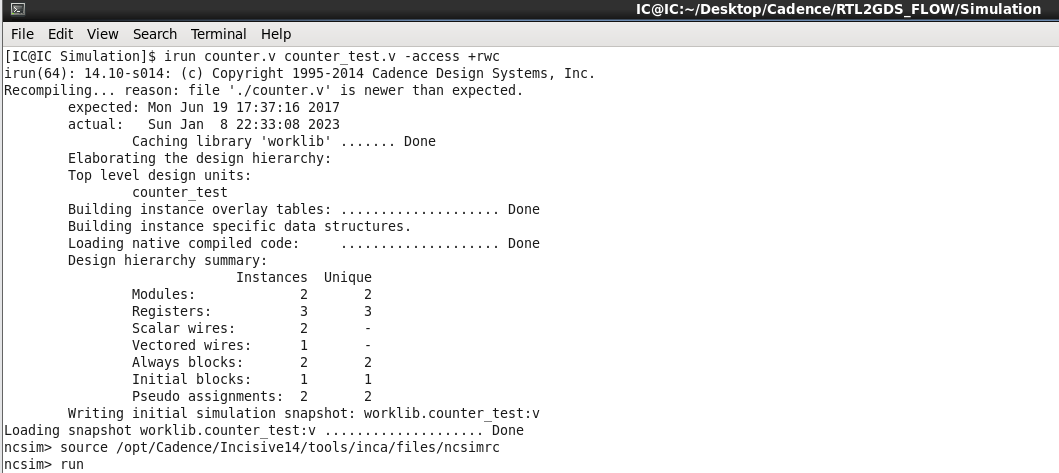 IC@IC:~/Desktop/Cadence/RTL2GDS_FLOW/Simulation
File Edit View Search Terminal Help
[IC@IC Simulation]$ irun counter.v counter_test.v -access +rwc
irun(64): 14.10-s014: (c) Copyright 1995-2014 Cadence Design Systems, Inc.
Recompiling... reason: file './counter.v' is newer than expected.
        expected: Mon Jun 19 17:37:16 2017
        actual:   Sun Jan  8 22:33:08 2023
                Caching library 'worklib' ....... Done
        Elaborating the design hierarchy:
        Top level design units:
                counter_test
        Building instance overlay tables: .................... Done
        Building instance specific data structures.
        Loading native compiled code:     .................... Done
        Design hierarchy summary:
                             Instances  Unique
                Modules:             2       2
                Registers:           3       3
                Scalar wires:        2       -
                Vectored wires:      1       -
                Always blocks:       2       2
                Initial blocks:      1       1
                Pseudo assignments:  2       2
        Writing initial simulation snapshot: worklib.counter_test:v
Loading snapshot worklib.counter_test:v .................... Done
ncsim> source /opt/Cadence/Incisive14/tools/inca/files/ncsimrc
ncsim> run